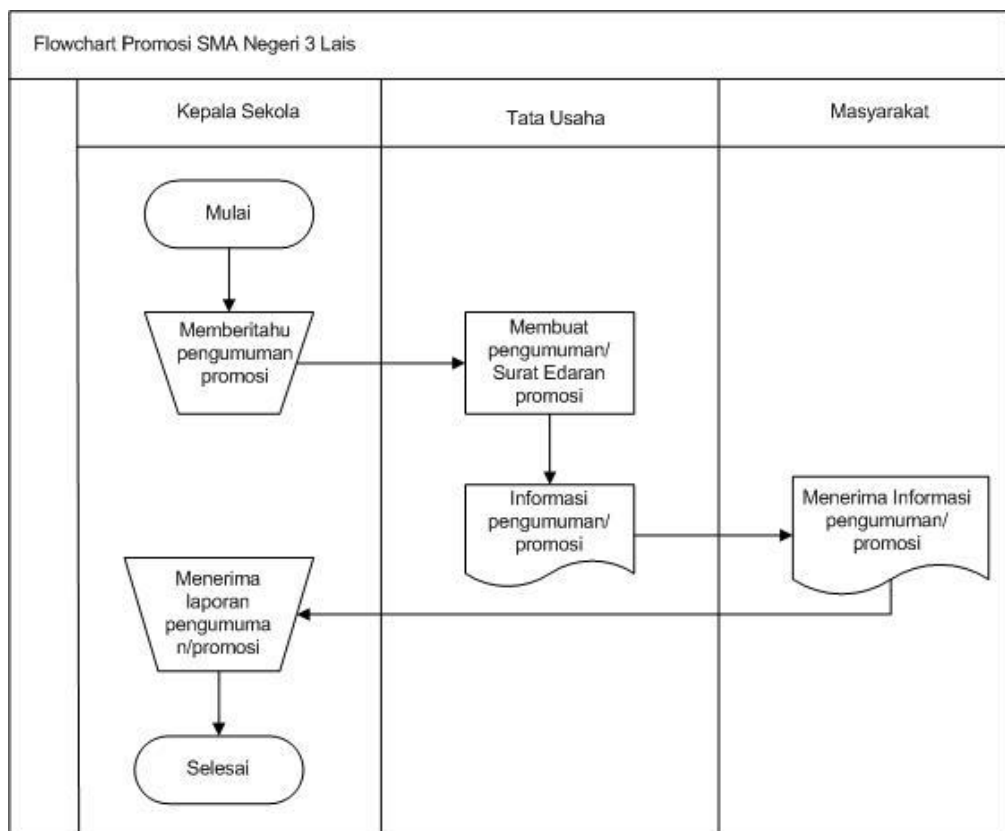 Flowchart Promosi SMA Negeri 3 Lais
Kepala Sekola
Tata Usaha
Masyarakat
Mulai
Memberitahu
pengumuman
promosi
Membuat
pengumuman/
Surat Edaran
promosi
Informasi
pengumuman/
promosi
Menerima Informasi
pengumuman/
promosi
Menerima
laporan
pengumuma
n/promosi
Selesai